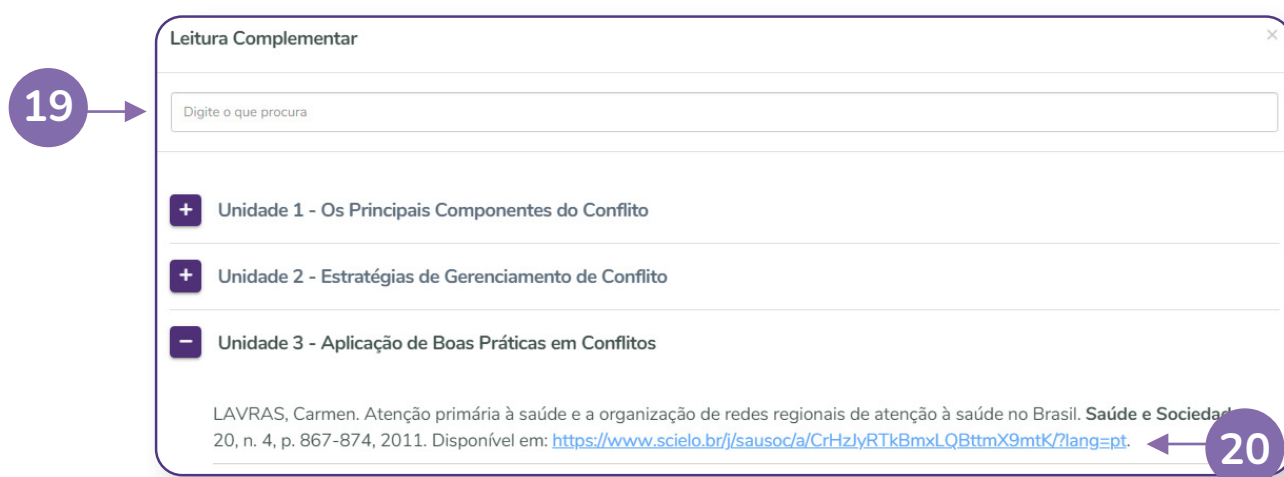 Leitura Complementar ×
19
Digite o que procura
+ Unidade 1 - Os Principais Componentes do Conflito
+ Unidade 2 - Estratégias de Gerenciamento de Conflito
− Unidade 3 - Aplicação de Boas Práticas em Conflitos
LAVRAS, Carmen. Atenção primária à saúde e a organização de redes regionais de atenção à saúde no Brasil. Saúde e
20, n. 4, p. 867-874, 2011. Disponível em: https://www.scielo.br/j/sausoc/a/CrHzJyRTkBmxLQBttmX9mtK/?lang=pt.
20